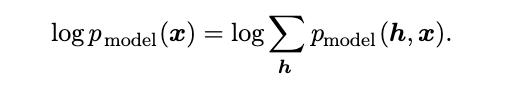 log p_model(x) = log ∑_h p_model(h, x).